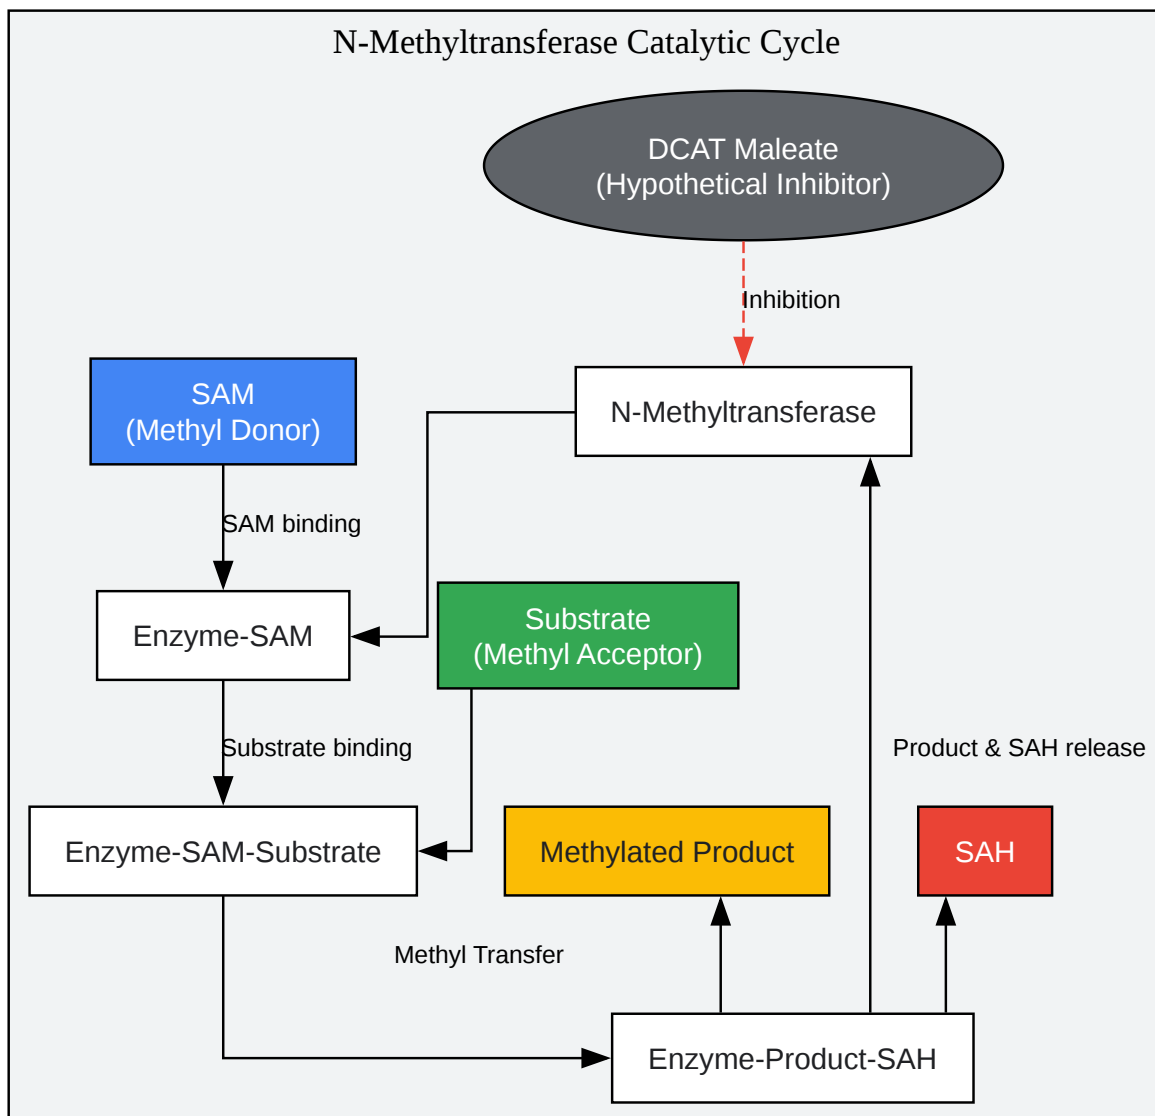 N-Methyltransferase Catalytic Cycle
DCAT Maleate
(Hypothetical Inhibitor)
Inhibition
SAM
(Methyl Donor)
N-Methyltransferase
SAM binding
Enzyme-SAM
Substrate
(Methyl Acceptor)
Substrate binding
Product & SAH release
Enzyme-SAM-Substrate
Methylated Product
SAH
Methyl Transfer
Enzyme-Product-SAH